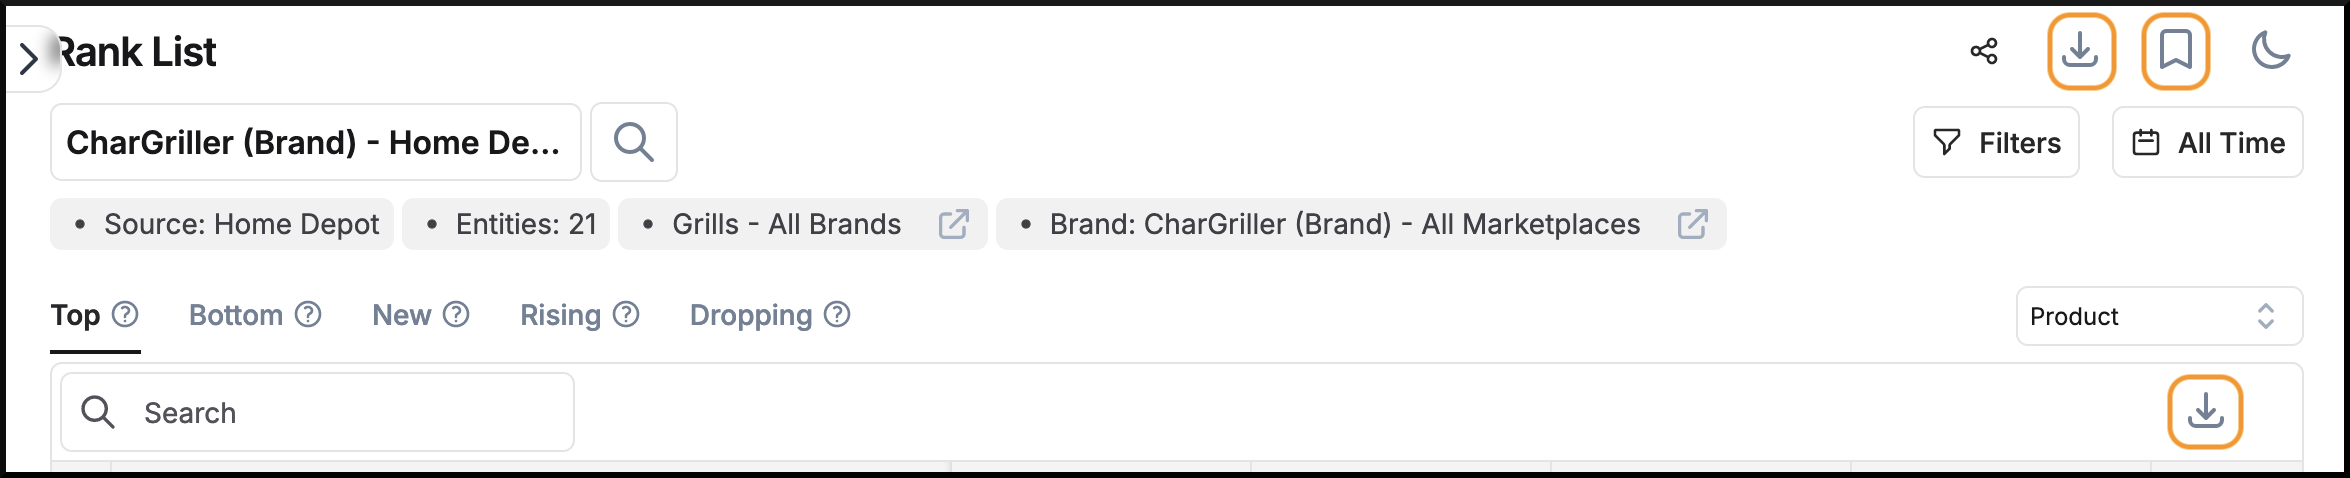 Rank List
CharGriller (Brand) - Home De...
Filters
All Time
• Source: Home Depot
• Entities: 21
• Grills - All Brands
• Brand: CharGriller (Brand) - All Marketplaces
Top
Bottom
New
Rising
Dropping
Product
Search